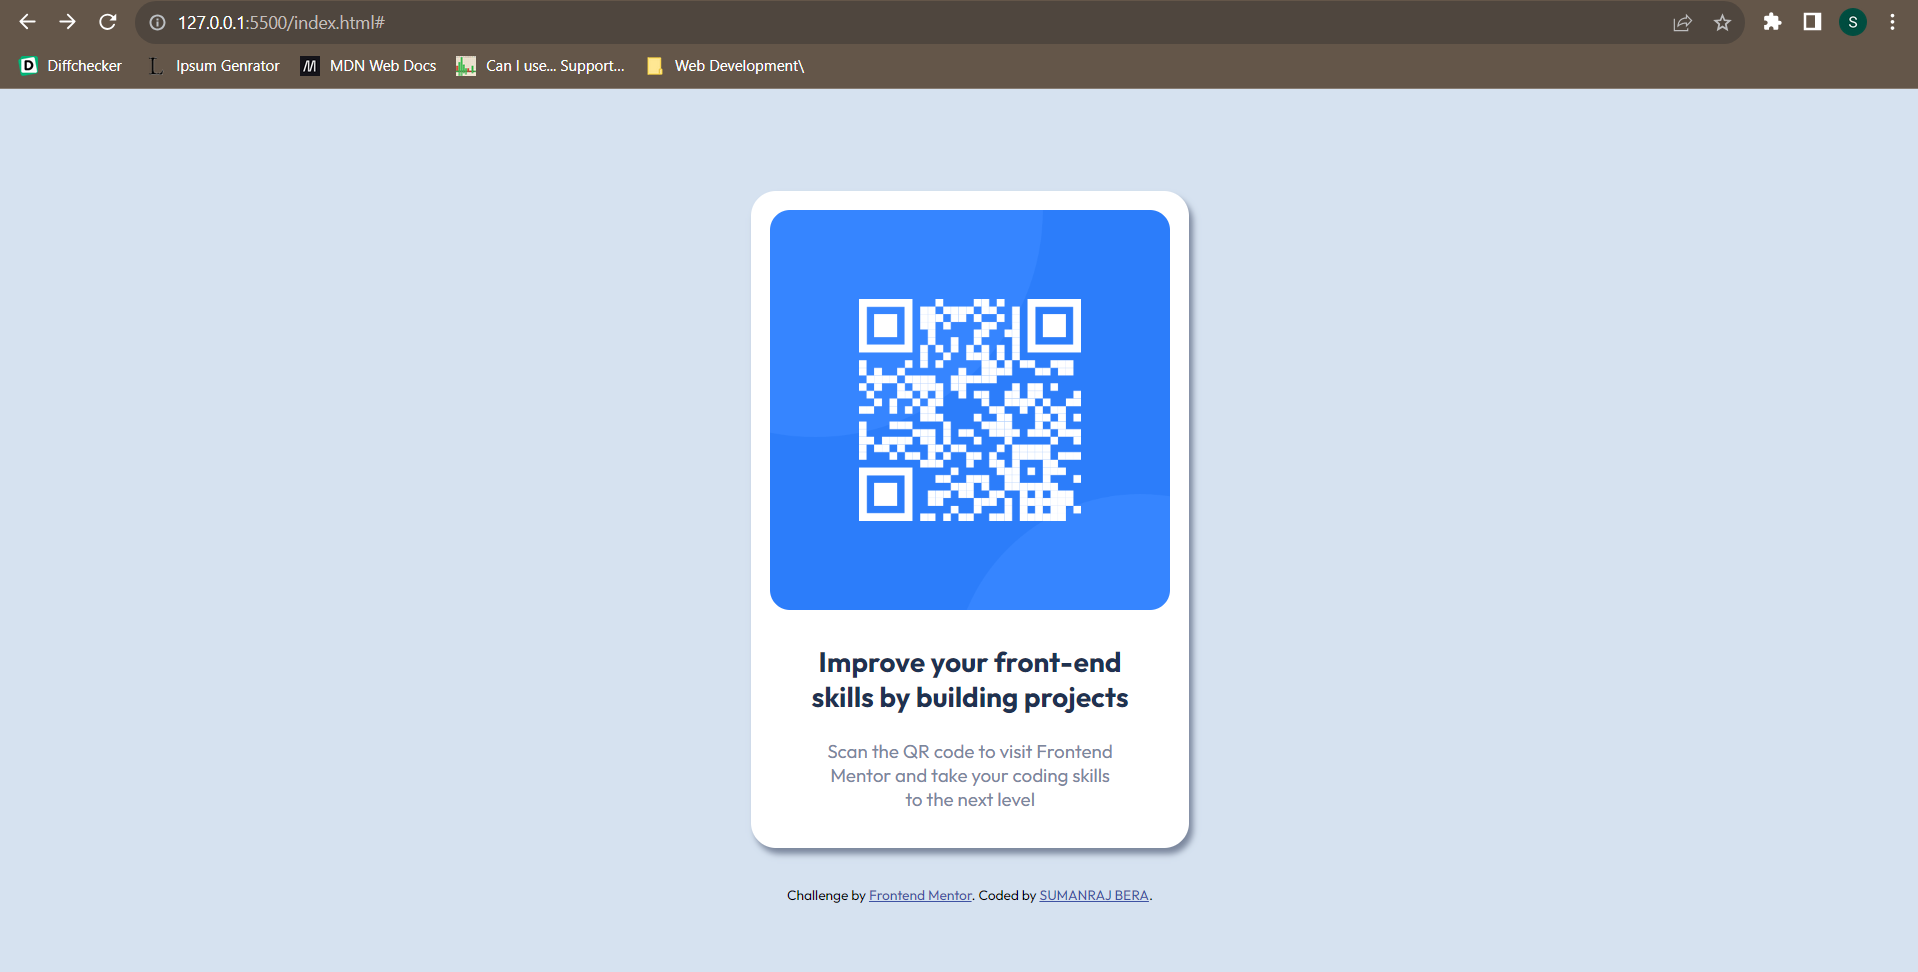 127.0.0.1:5500/index.html#
S
Diffchecker
Ipsum Genrator
MDN Web Docs
Can I use... Support...
Web Development\
Improve your front-end
skills by building projects
Scan the QR code to visit Frontend
Mentor and take your coding skills
to the next level
Challenge by Frontend Mentor. Coded by SUMANRAJ BERA.